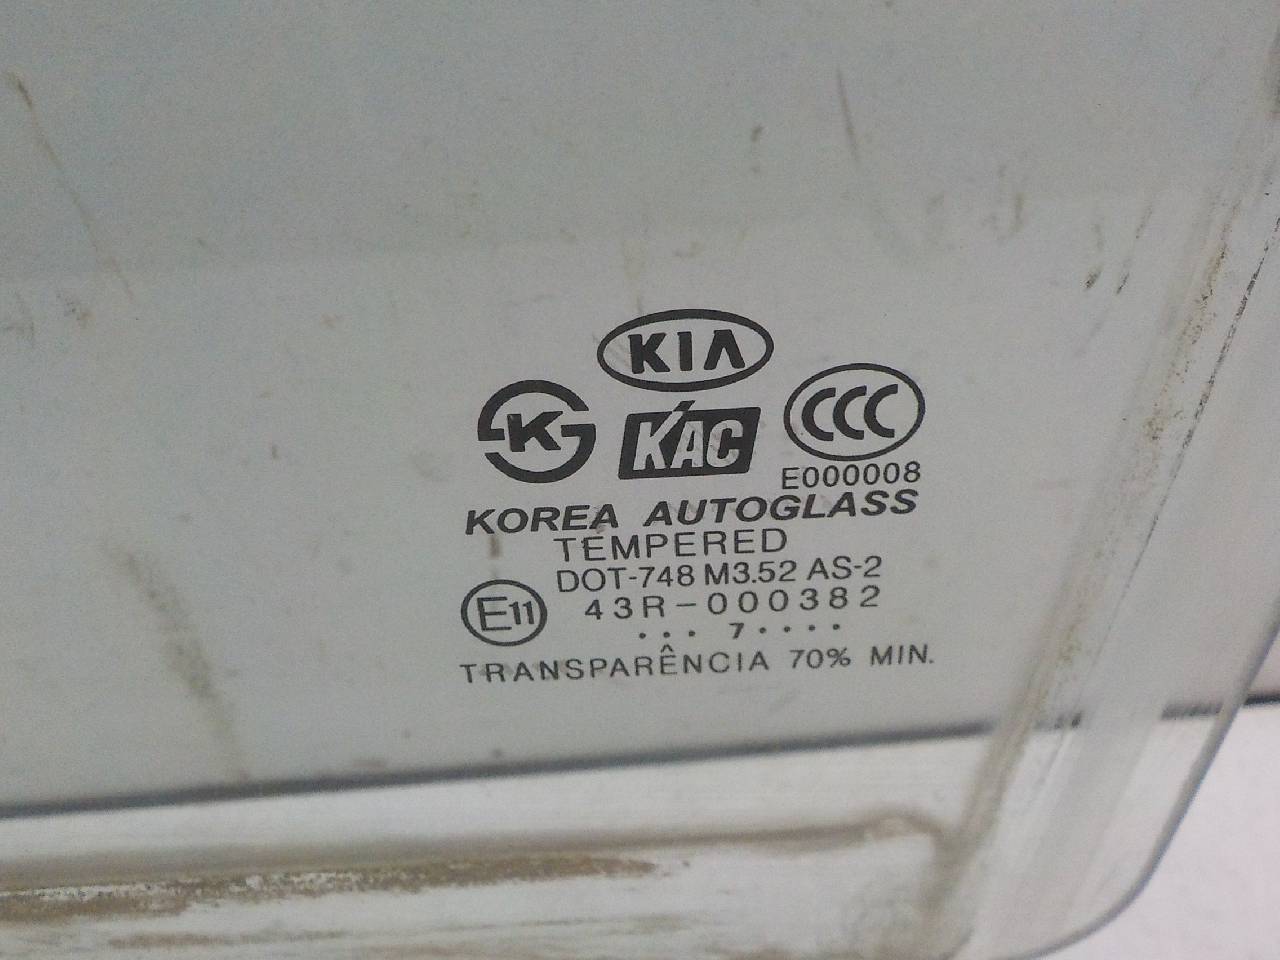 KIA
K
KAC
CCC
E000008
KOREA AUTOGLASS
TEMPERED
DOT-748 M3.52 AS-2
E11
43R-000382
... 7....
TRANSPARÊNCIA 70% MIN.